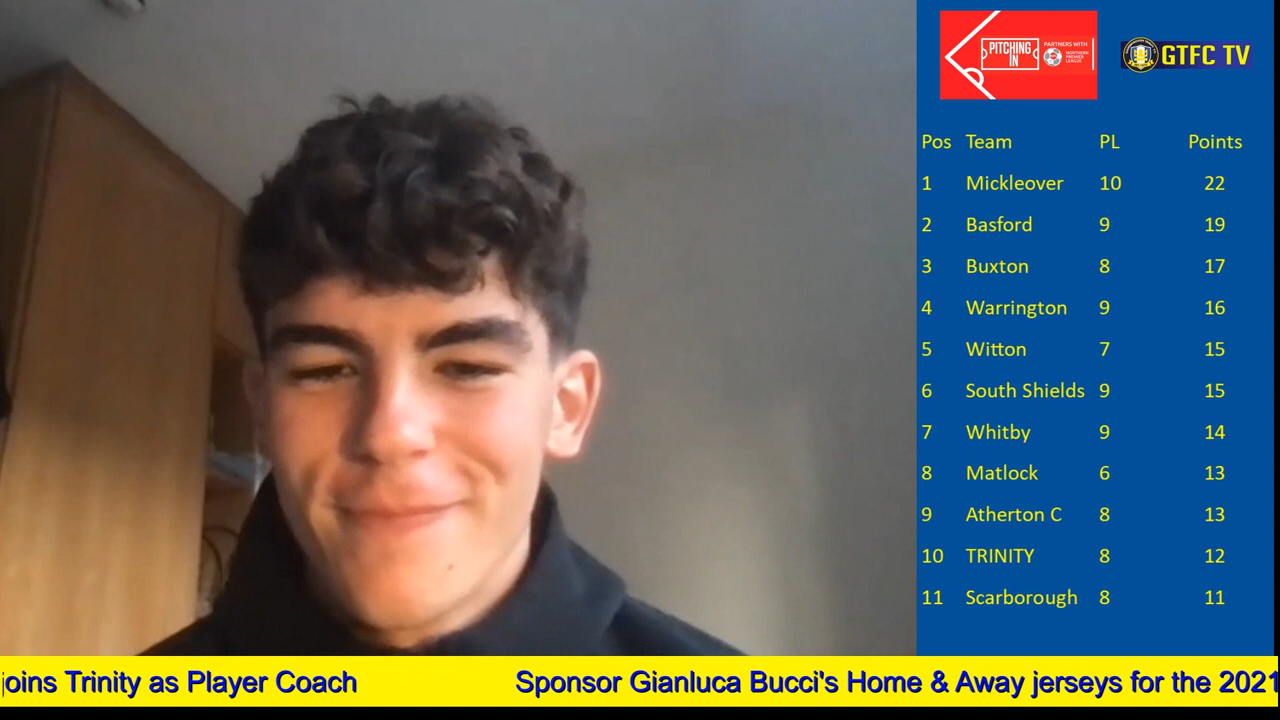 PITCHING IN
PARTNERS WITH
NORTHERN PREMIER LEAGUE
GTFC TV
Pos Team PL Points
1 Mickleover 10 22
2 Basford 9 19
3 Buxton 8 17
4 Warrington 9 16
5 Witton 7 15
6 South Shields 9 15
7 Whitby 9 14
8 Matlock 6 13
9 Atherton C 8 13
10 TRINITY 8 12
11 Scarborough 8 11
joins Trinity as Player Coach Sponsor Gianluca Bucci's Home & Away jerseys for the 2021